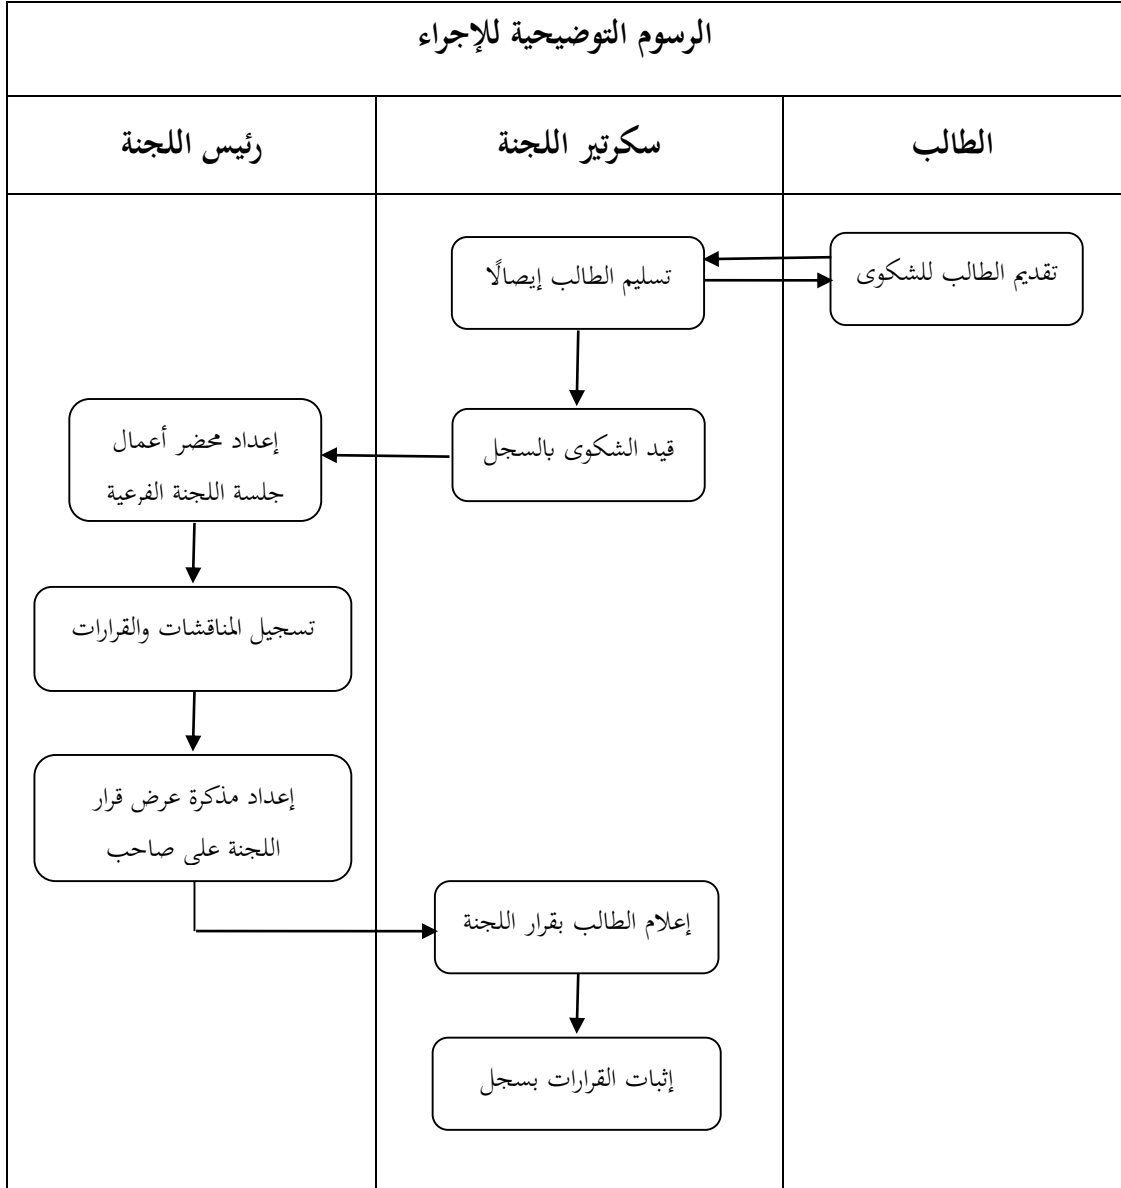 الرسوم التوضيحية للإجراء
الطالب
سكرتير اللجنة
رئيس اللجنة
تقديم الطالب للشكوى
تسليم الطالب إيصالًا
قيد الشكوى بالسجل
إعداد محضر أعمال
جلسة اللجنة الفرعية
تسجيل المناقشات والقرارات
إعداد مذكرة عرض قرار
اللجنة على صاحب
إعلام الطالب بقرار اللجنة
إثبات القرارات بسجل